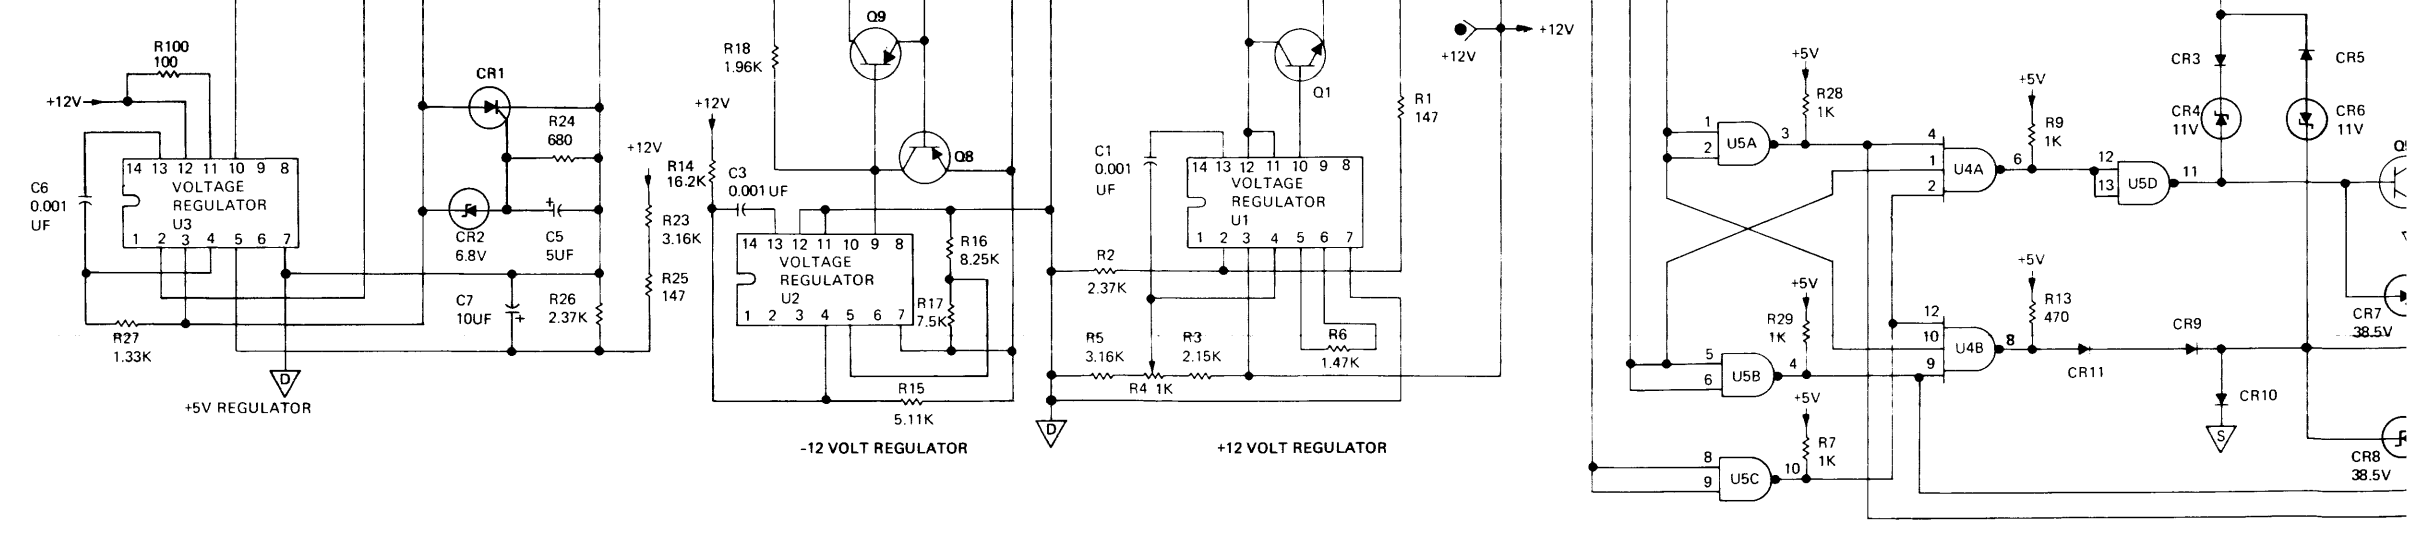 R100
100
+12V
14 13 12 11 10 9 8
VOLTAGE
REGULATOR
U3
1 2 3 4 5 6 7
C6
0.001
UF
R27
1.33K
D
+5V REGULATOR
CR1
R24
680
CR2
6.8V
+
C5
5UF
C7
10UF
+
R26
2.37K
+12V
R23
3.16K
R25
147
R18
1.96K
Q9
+12V
R14
16.2K
C3
0.001 UF
Q8
14 13 12 11 10 9 8
VOLTAGE
REGULATOR
U2
1 2 3 4 5 6 7
R16
8.25K
R17
7.5K
R15
5.11K
-12 VOLT REGULATOR
D
Q1
C1
0.001
UF
14 13 12 11 10 9 8
VOLTAGE
REGULATOR
U1
1 2 3 4 5 6 7
R1
147
R2
2.37K
R5
3.16K
R4 1K
R3
2.15K
R6
1.47K
+12 VOLT REGULATOR
+12V
+12V
1
2
U5A
3
+5V
R28
1K
4
1
2
U4A
6
+5V
R9
1K
12
13
U5D
11
CR3
CR4
11V
CR5
CR6
11V
5
6
U5B
4
+5V
R29
1K
12
10
9
U4B
8
+5V
R13
470
CR11
CR9
CR10
S
8
9
U5C
10
+5V
R7
1K
CR7
38.5V
CR8
38.5V